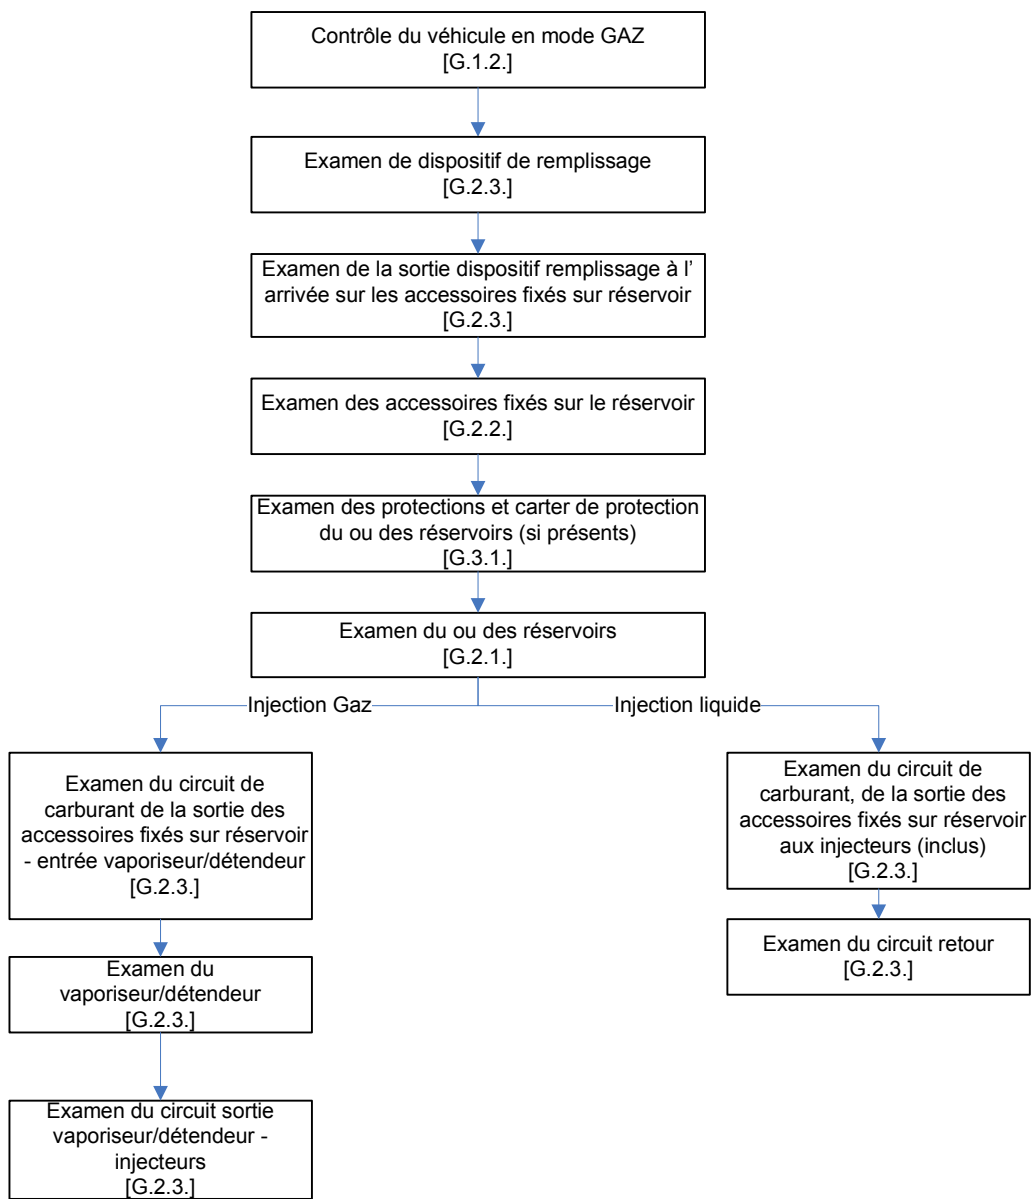 Contrôle du véhicule en mode GAZ
[G.1.2.]
Examen de dispositif de remplissage
[G.2.3.]
Examen de la sortie dispositif remplissage à l'
arrivée sur les accessoires fixés sur réservoir
[G.2.3.]
Examen des accessoires fixés sur le réservoir
[G.2.2.]
Examen des protections et carter de protection
du ou des réservoirs (si présents)
[G.3.1.]
Examen du ou des réservoirs
[G.2.1.]
Injection Gaz
Injection liquide
Examen du circuit de
carburant de la sortie des
accessoires fixés sur réservoir
- entrée vaporiseur/détendeur
[G.2.3.]
Examen du
vaporiseur/détendeur
[G.2.3.]
Examen du circuit sortie
vaporiseur/détendeur -
injecteurs
[G.2.3.]
Examen du circuit de
carburant, de la sortie des
accessoires fixés sur réservoir
aux injecteurs (inclus)
[G.2.3.]
Examen du circuit retour
[G.2.3.]